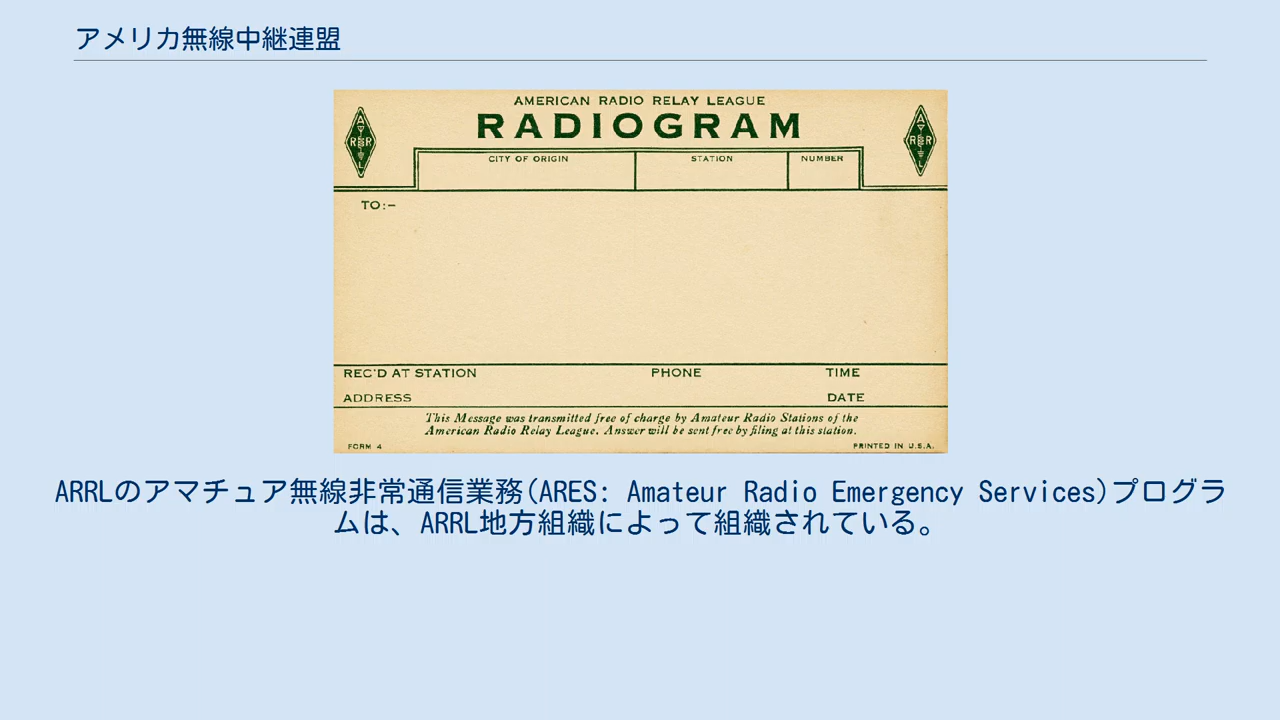 アメリカ無線中継連盟
AMERICAN RADIO RELAY LEAGUE
RADIOGRAM
A
R R
L
A
R R
L
CITY OF ORIGIN STATION NUMBER
TO:-
REC'D AT STATION PHONE TIME
ADDRESS DATE
This Message was transmitted free of charge by Amateur Radio Stations of the
American Radio Relay League. Answer will be sent free by filing at this station.
FORM 4 PRINTED IN U.S.A.
ARRLのアマチュア無線非常通信業務(ARES: Amateur Radio Emergency Services)プログラ
ムは、ARRL地方組織によって組織されている。